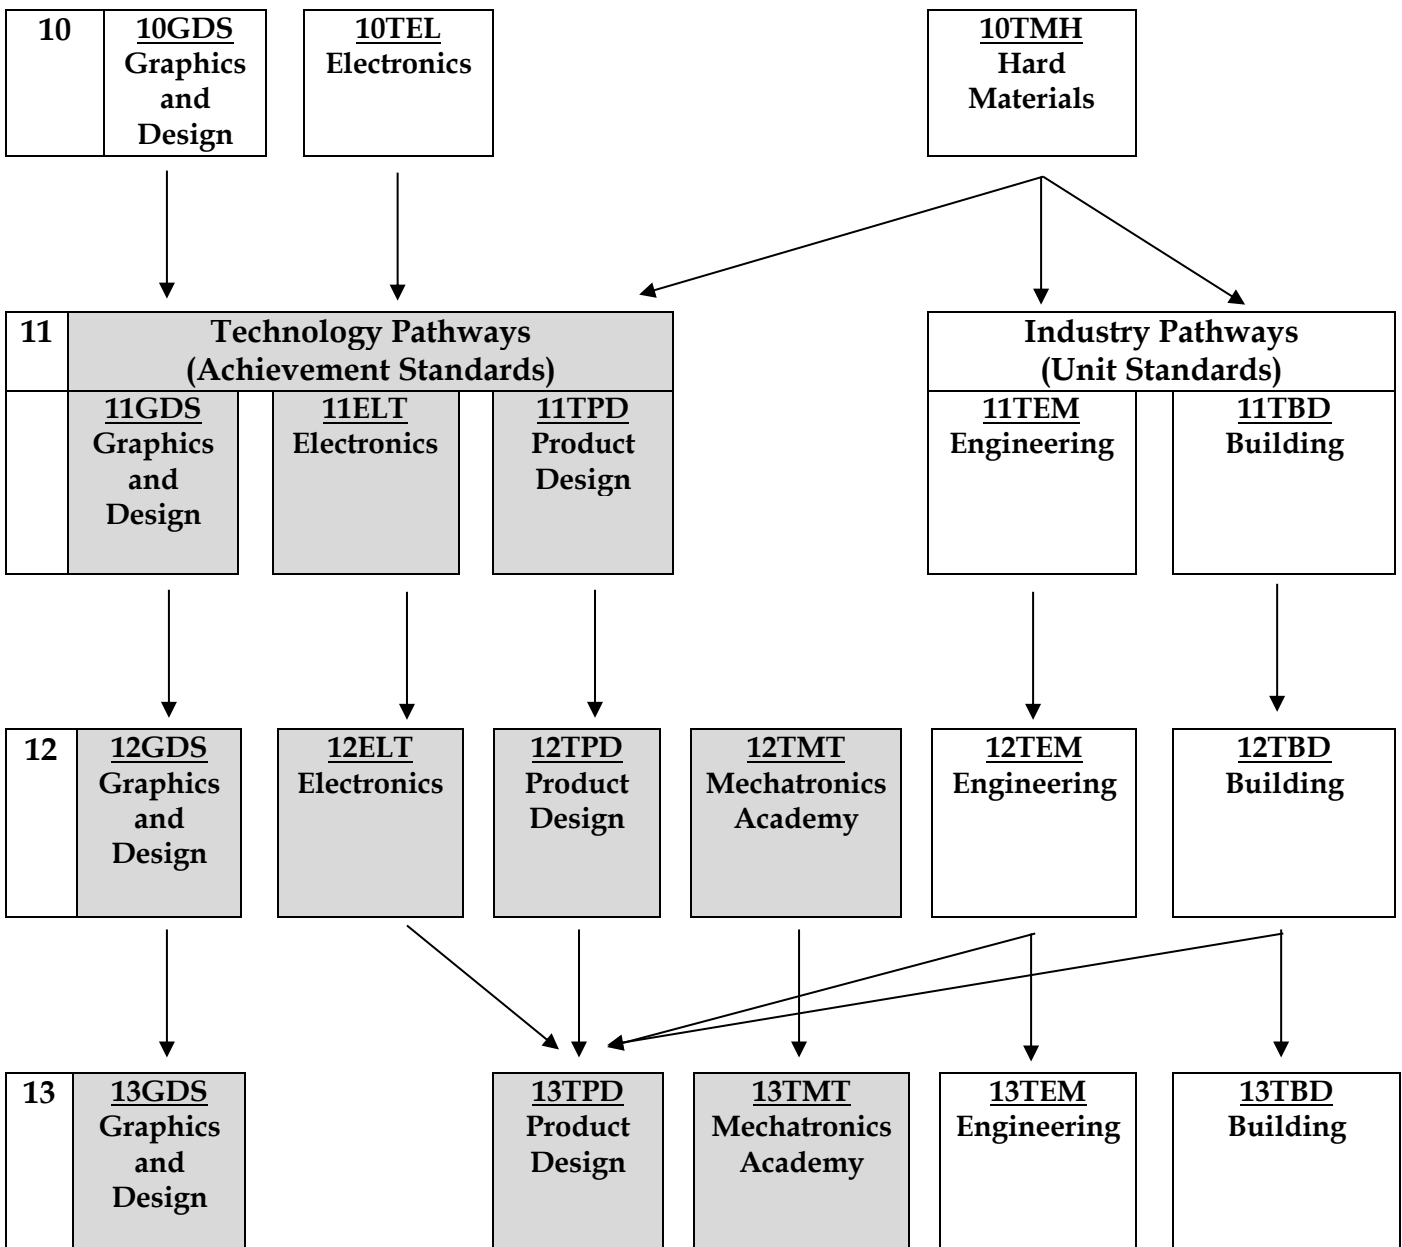 10
10GDS
Graphics
and
Design
10TEL
Electronics
10TMH
Hard
Materials
11
Technology Pathways
(Achievement Standards)
Industry Pathways
(Unit Standards)
11GDS
Graphics
and
Design
11ELT
Electronics
11TPD
Product
Design
11TEM
Engineering
11TBD
Building
12
12GDS
Graphics
and
Design
12ELT
Electronics
12TPD
Product
Design
12TMT
Mechatronics
Academy
12TEM
Engineering
12TBD
Building
13
13GDS
Graphics
and
Design
13TPD
Product
Design
13TMT
Mechatronics
Academy
13TEM
Engineering
13TBD
Building